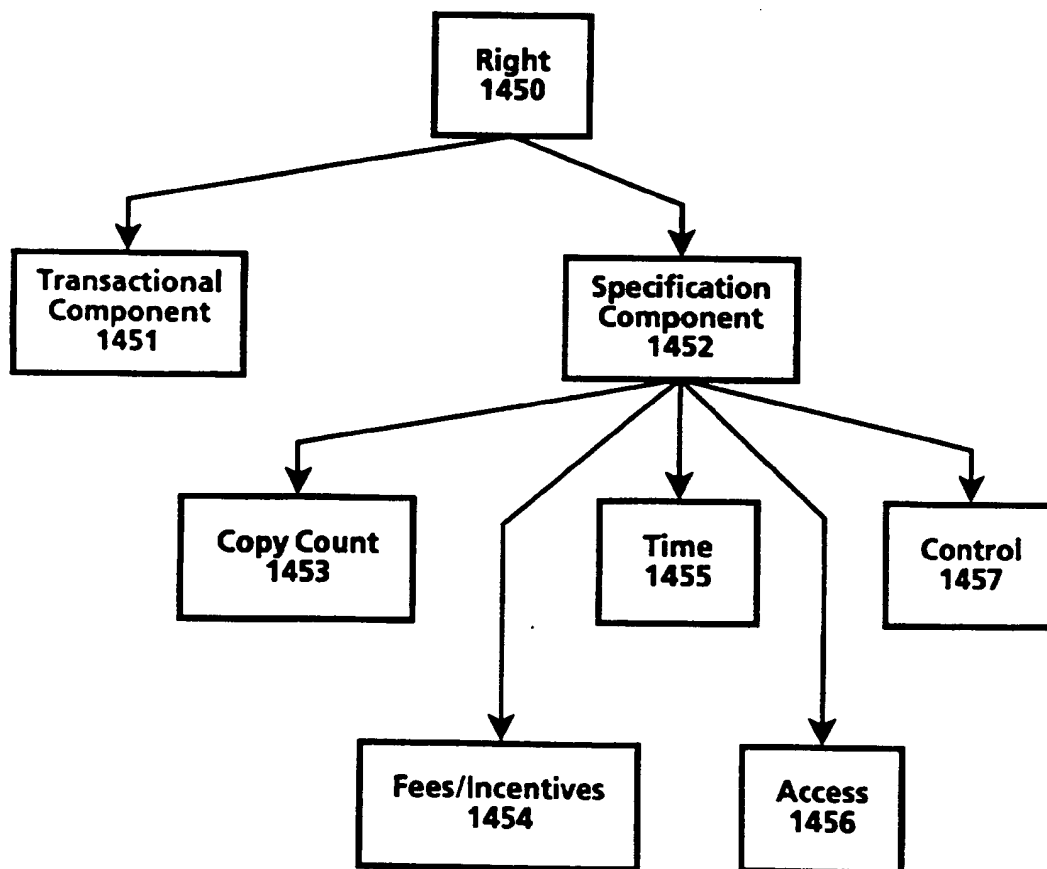 Right
1450
Transactional
Component
1451
Specification
Component
1452
Copy Count
1453
Time
1455
Control
1457
Fees/Incentives
1454
Access
1456